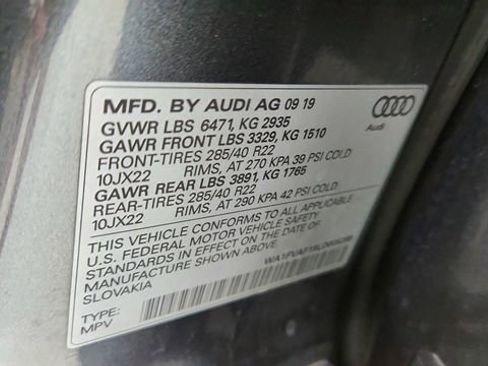 MFD. BY AUDI AG 09 19
GVWR LBS 6471, KG 2935
GAWR FRONT LBS 3329, KG 1510
FRONT-TIRES 285/40 R22
10JX22 RIMS, AT 270 KPA 39 PSI COLD
GAWR REAR LBS 3891, KG 1765
REAR-TIRES 285/40 R22
10JX22 RIMS, AT 290 KPA 42 PSI COLD
THIS VEHICLE CONFORMS TO ALL APPLICABLE
U.S. FEDERAL MOTOR VEHICLE SAFETY
STANDARDS IN EFFECT ON THE DATE OF
MANUFACTURE SHOWN ABOVE.
SLOVAKIA
TYPE:
MPV
Audi